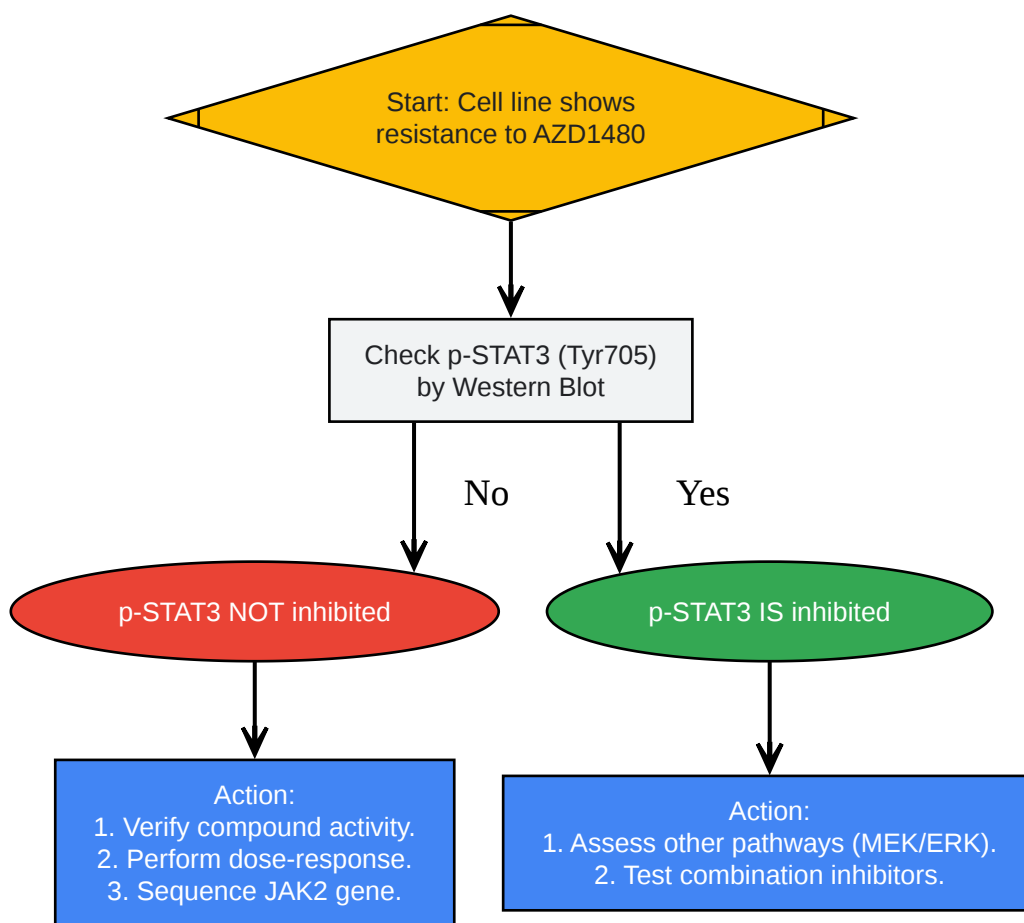 Start: Cell line shows
resistance to AZD1480
Check p-STAT3 (Tyr705)
by Western Blot
No
Yes
p-STAT3 NOT inhibited
p-STAT3 IS inhibited
Action:
1. Verify compound activity.
2. Perform dose-response.
3. Sequence JAK2 gene.
Action:
1. Assess other pathways (MEK/ERK).
2. Test combination inhibitors.